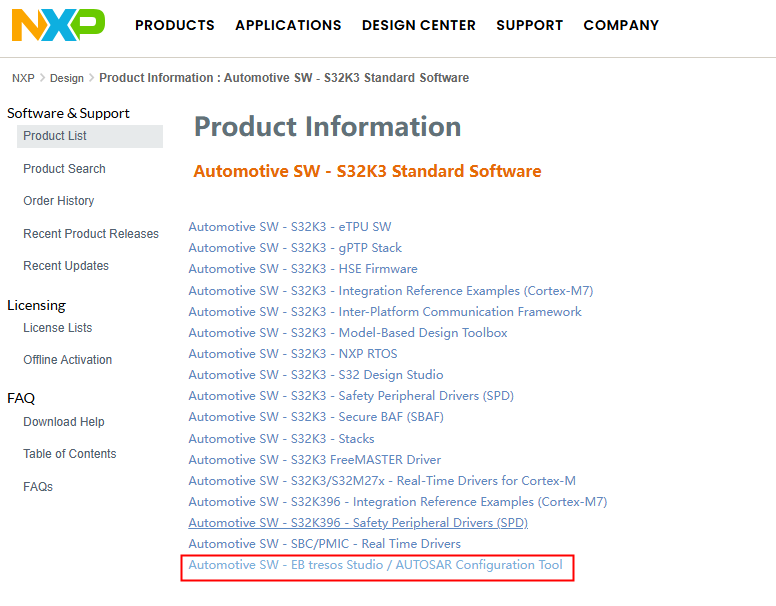 NXP
PRODUCTS APPLICATIONS DESIGN CENTER SUPPORT COMPANY
NXP > Design > Product Information : Automotive SW - S32K3 Standard Software
Software & Support
Product List
Product Search
Order History
Recent Product Releases
Recent Updates
Licensing
License Lists
Offline Activation
FAQ
Download Help
Table of Contents
FAQs
Product Information
Automotive SW - S32K3 Standard Software
Automotive SW - S32K3 - eTPU SW
Automotive SW - S32K3 - gPTP Stack
Automotive SW - S32K3 - HSE Firmware
Automotive SW - S32K3 - Integration Reference Examples (Cortex-M7)
Automotive SW - S32K3 - Inter-Platform Communication Framework
Automotive SW - S32K3 - Model-Based Design Toolbox
Automotive SW - S32K3 - NXP RTOS
Automotive SW - S32K3 - S32 Design Studio
Automotive SW - S32K3 - Safety Peripheral Drivers (SPD)
Automotive SW - S32K3 - Secure BAF (SBAF)
Automotive SW - S32K3 - Stacks
Automotive SW - S32K3 FreeMASTER Driver
Automotive SW - S32K3/S32M27x - Real-Time Drivers for Cortex-M
Automotive SW - S32K396 - Integration Reference Examples (Cortex-M7)
Automotive SW - S32K396 - Safety Peripheral Drivers (SPD)
Automotive SW - SBC/PMIC - Real Time Drivers
Automotive SW - EB tresos Studio / AUTOSAR Configuration Tool